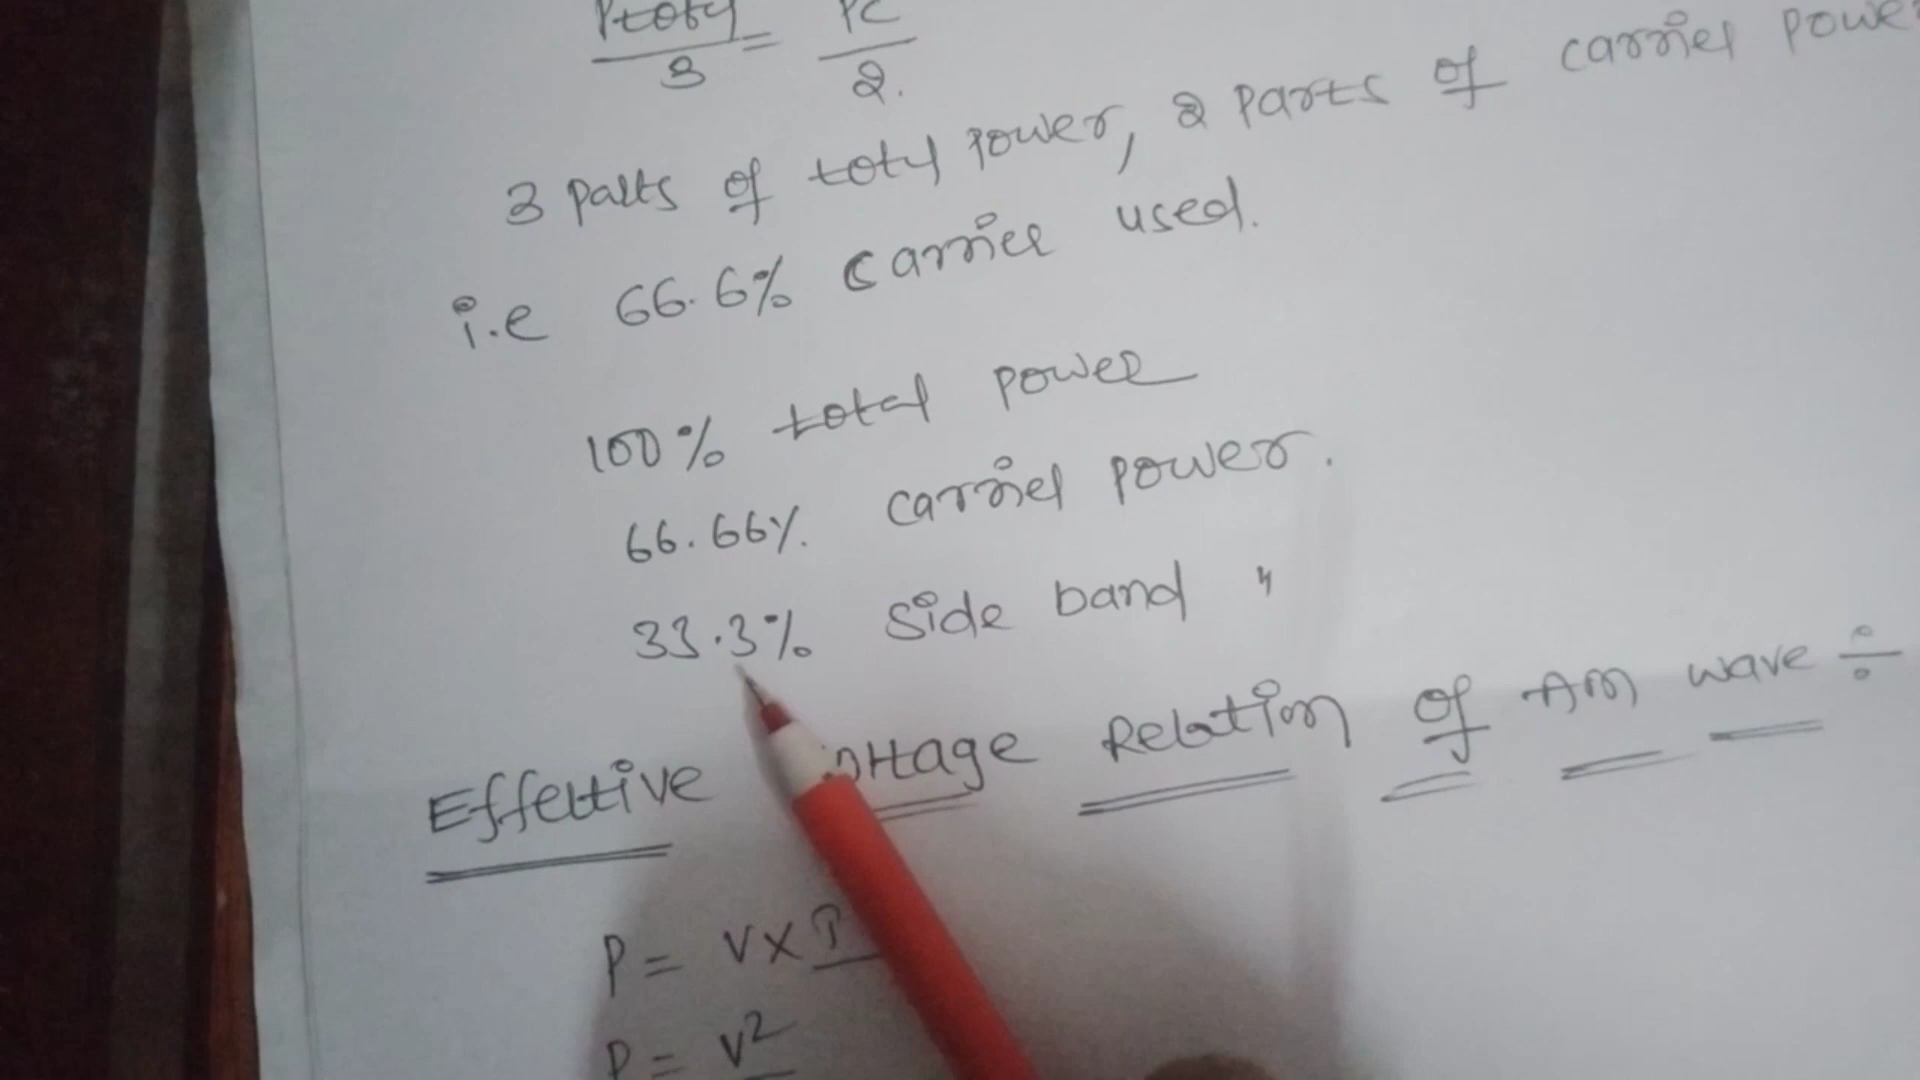 Ptotal/3 = Pc/2.
3 parts of total power, 2 parts of carrier power
i.e 66.6% carrier used.
100% total power
66.66% carrier power.
33.3% side band "
Effective Voltage Relation of AM wave ÷
P = V×I
P = V²